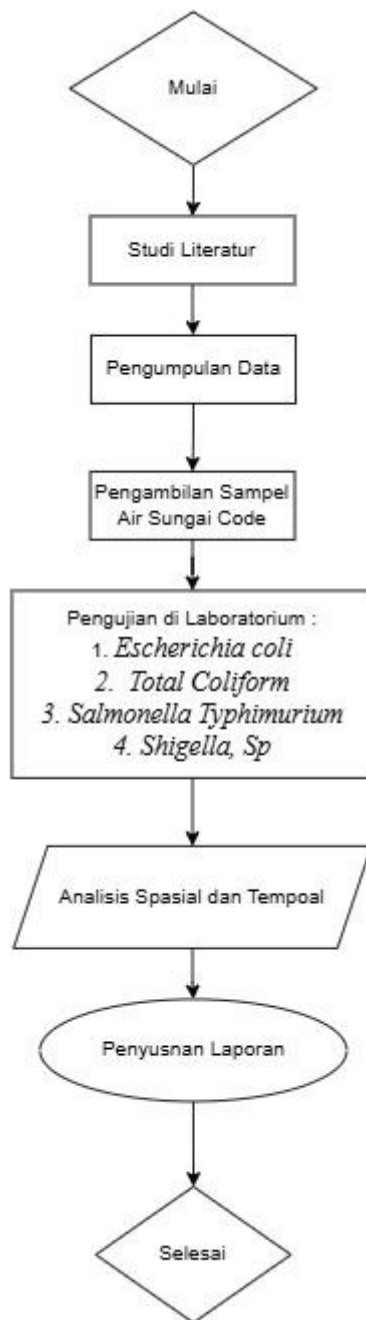 Mulai
Studi Literatur
Pengumpulan Data
Pengambilan Sampel
Air Sungai Code
Pengujian di Laboratorium :
1. Escherichia coli
2. Total Coliform
3. Salmonella Typhimurium
4. Shigella, Sp
Analisis Spasial dan Tempoal
Penyusnan Laporan
Selesai